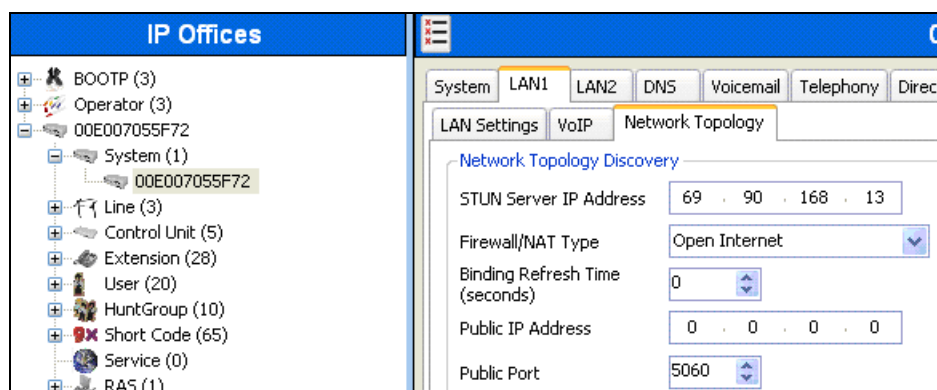 IP Offices
BOOTP (3)
Operator (3)
00E007055F72
System (1)
00E007055F72
Line (3)
Control Unit (5)
Extension (28)
User (20)
HuntGroup (10)
Short Code (65)
Service (0)
RAS (1)
System LAN1 LAN2 DNS Voicemail Telephony Direc
LAN Settings VoIP Network Topology
Network Topology Discovery
STUN Server IP Address 69 . 90 . 168 . 13
Firewall/NAT Type Open Internet
Binding Refresh Time
(seconds) 0
Public IP Address 0 . 0 . 0 . 0
Public Port 5060